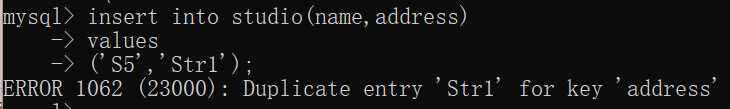 mysql> insert into studio(name,address)
    -> values
    -> ('S5','Str1');
ERROR 1062 (23000): Duplicate entry 'Str1' for key 'address'